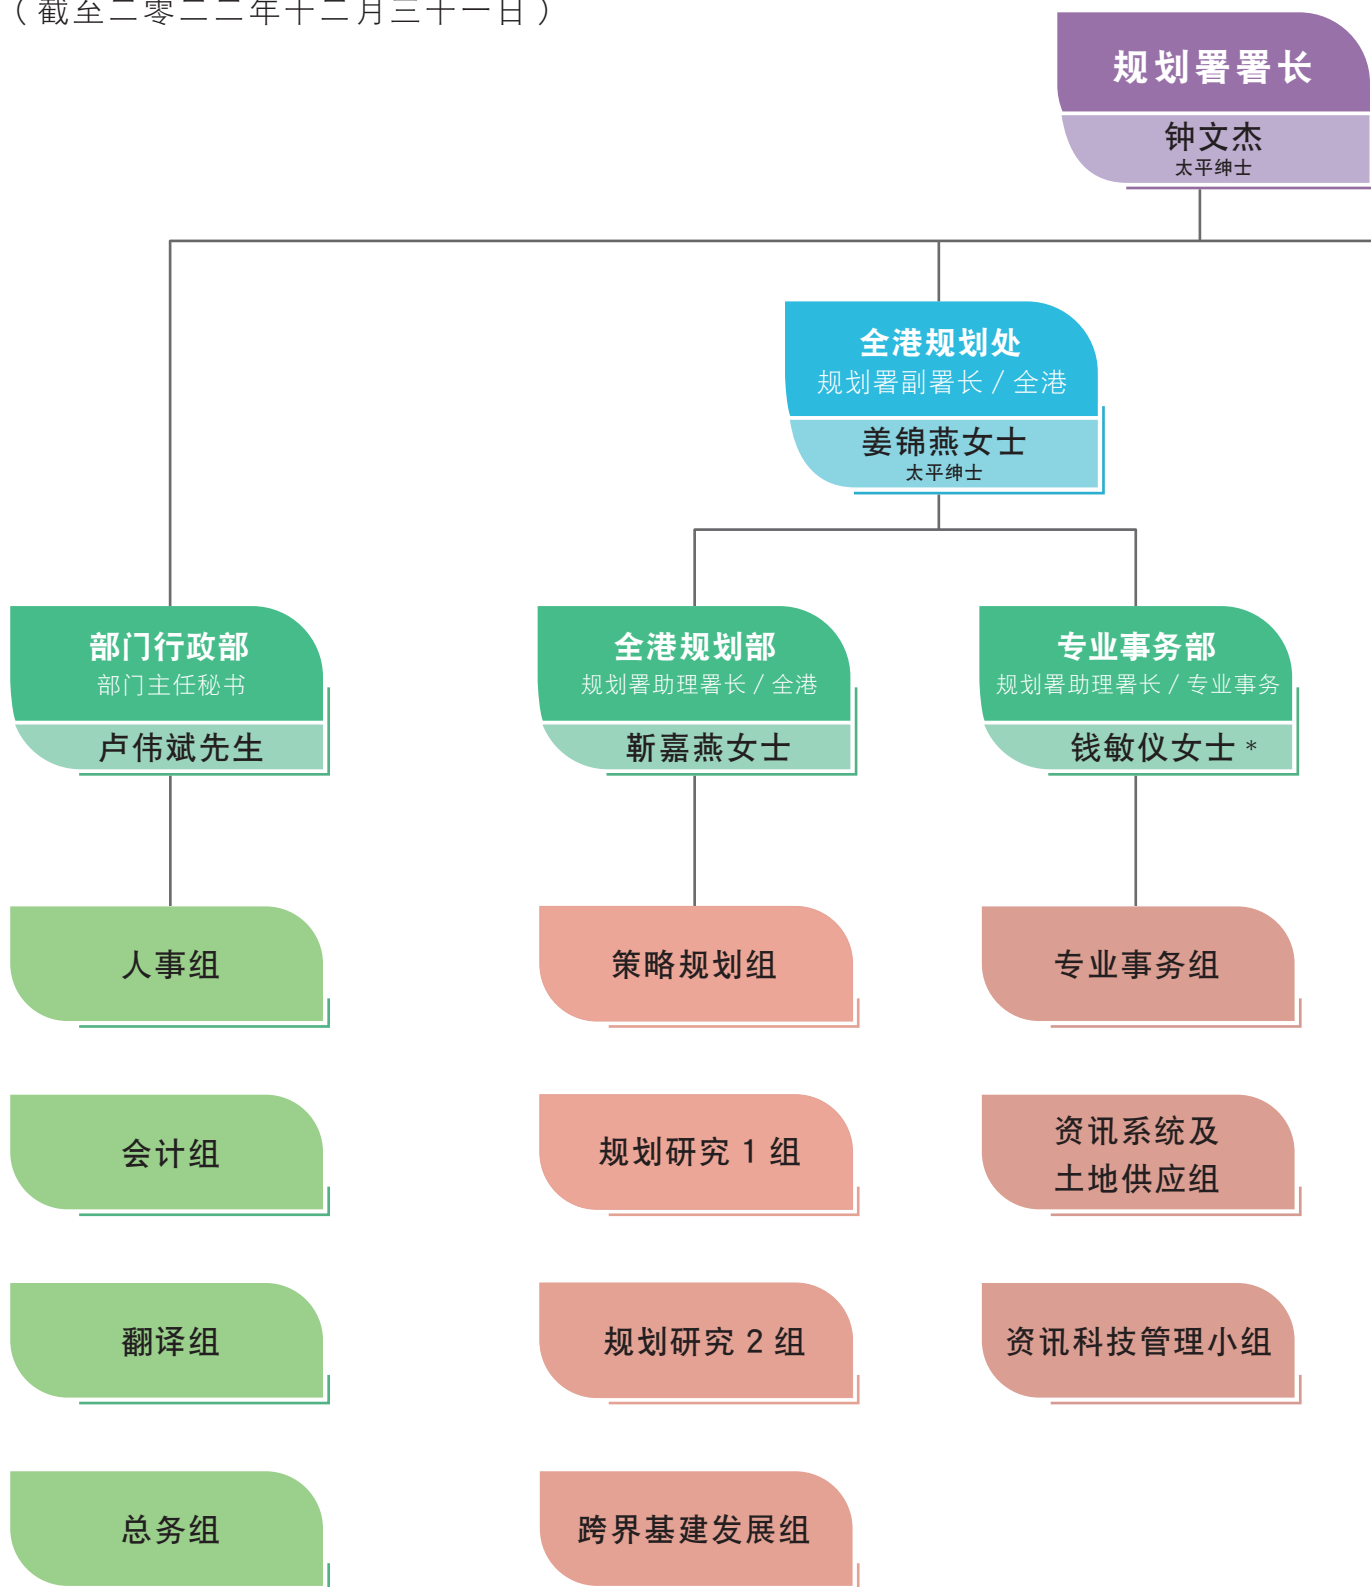 （截至二零二二年十二月三十一日）
规划署署长
钟文杰
太平绅士
全港规划处
规划署副署长 / 全港
姜锦燕女士
太平绅士
部门行政部
部门主任秘书
卢伟斌先生
全港规划部
规划署助理署长 / 全港
靳嘉燕女士
专业事务部
规划署助理署长 / 专业事务
钱敏仪女士 *
人事组
策略规划组
专业事务组
会计组
规划研究 1 组
资讯系统及
土地供应组
翻译组
规划研究 2 组
资讯科技管理小组
总务组
跨界基建发展组